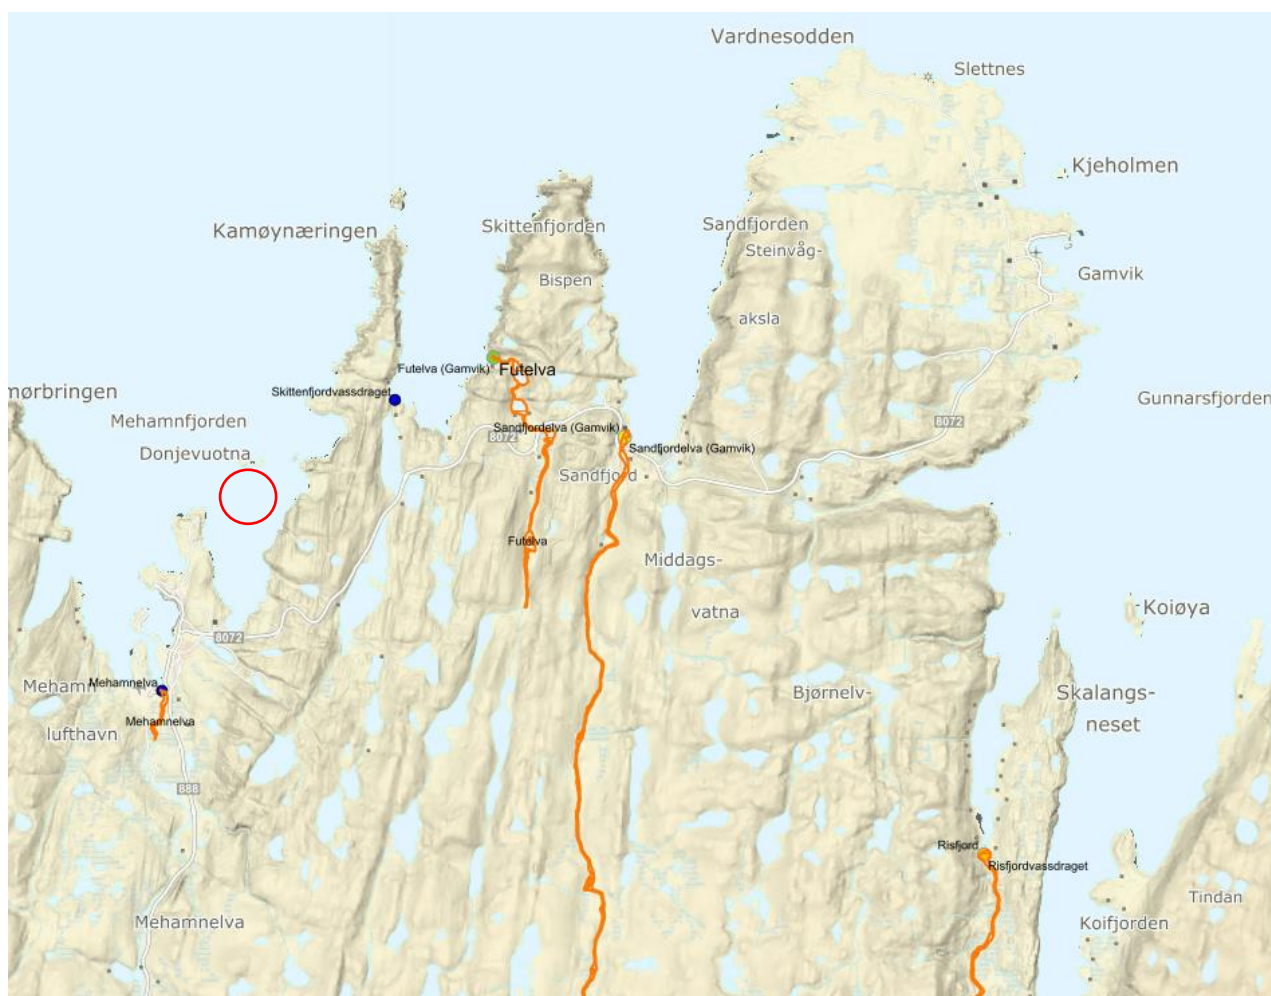 Vardnesodden
Slettnes
Kjeholmen
Kamøynæringen
Skittenfjorden
Sandfjorden
Steinvåg-
Bispen
Gamvik
aksla
Futelva (Gamvik)
Futelva
Skittenfjordvassdraget
mørbringen
Gunnarsfjorden
Mehamnfjorden
8072
Sandfjordelva (Gamvik)
8072
Donjevuotna
Sandfjordelva (Gamvik)
Sandfjord
Futelva
Middags-
vatna
Koiøya
8072
Mehamnelva
Mehamn
Bjørnelv-
Skalangs-
neset
Mehamnelva
lufthavn
888
Risfjord
Risfjordvassdraget
Tindan
Mehamnelva
Koifjorden